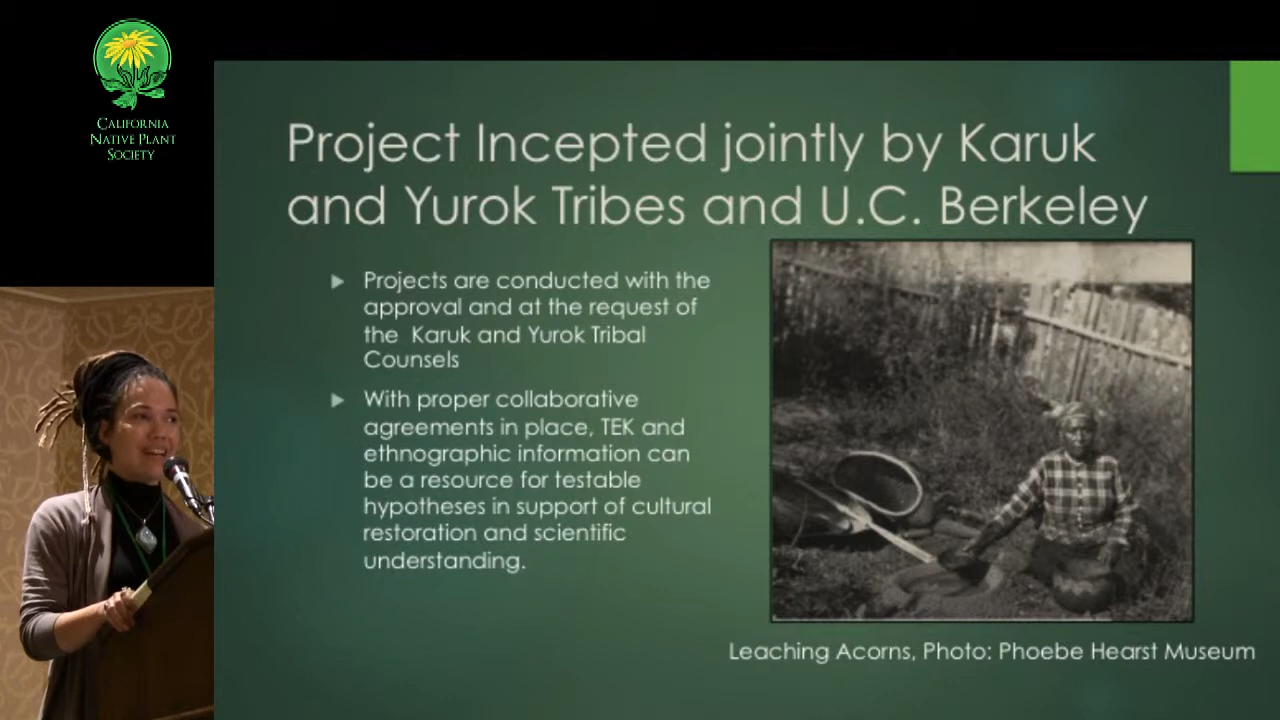 CALIFORNIA
NATIVE PLANT
SOCIETY
Project Incepted jointly by Karuk
and Yurok Tribes and U.C. Berkeley
Projects are conducted with the
approval and at the request of
the Karuk and Yurok Tribal
Counsels
With proper collaborative
agreements in place, TEK and
ethnographic information can
be a resource for testable
hypotheses in support of cultural
restoration and scientific
understanding.
Leaching Acorns, Photo: Phoebe Hearst Museum